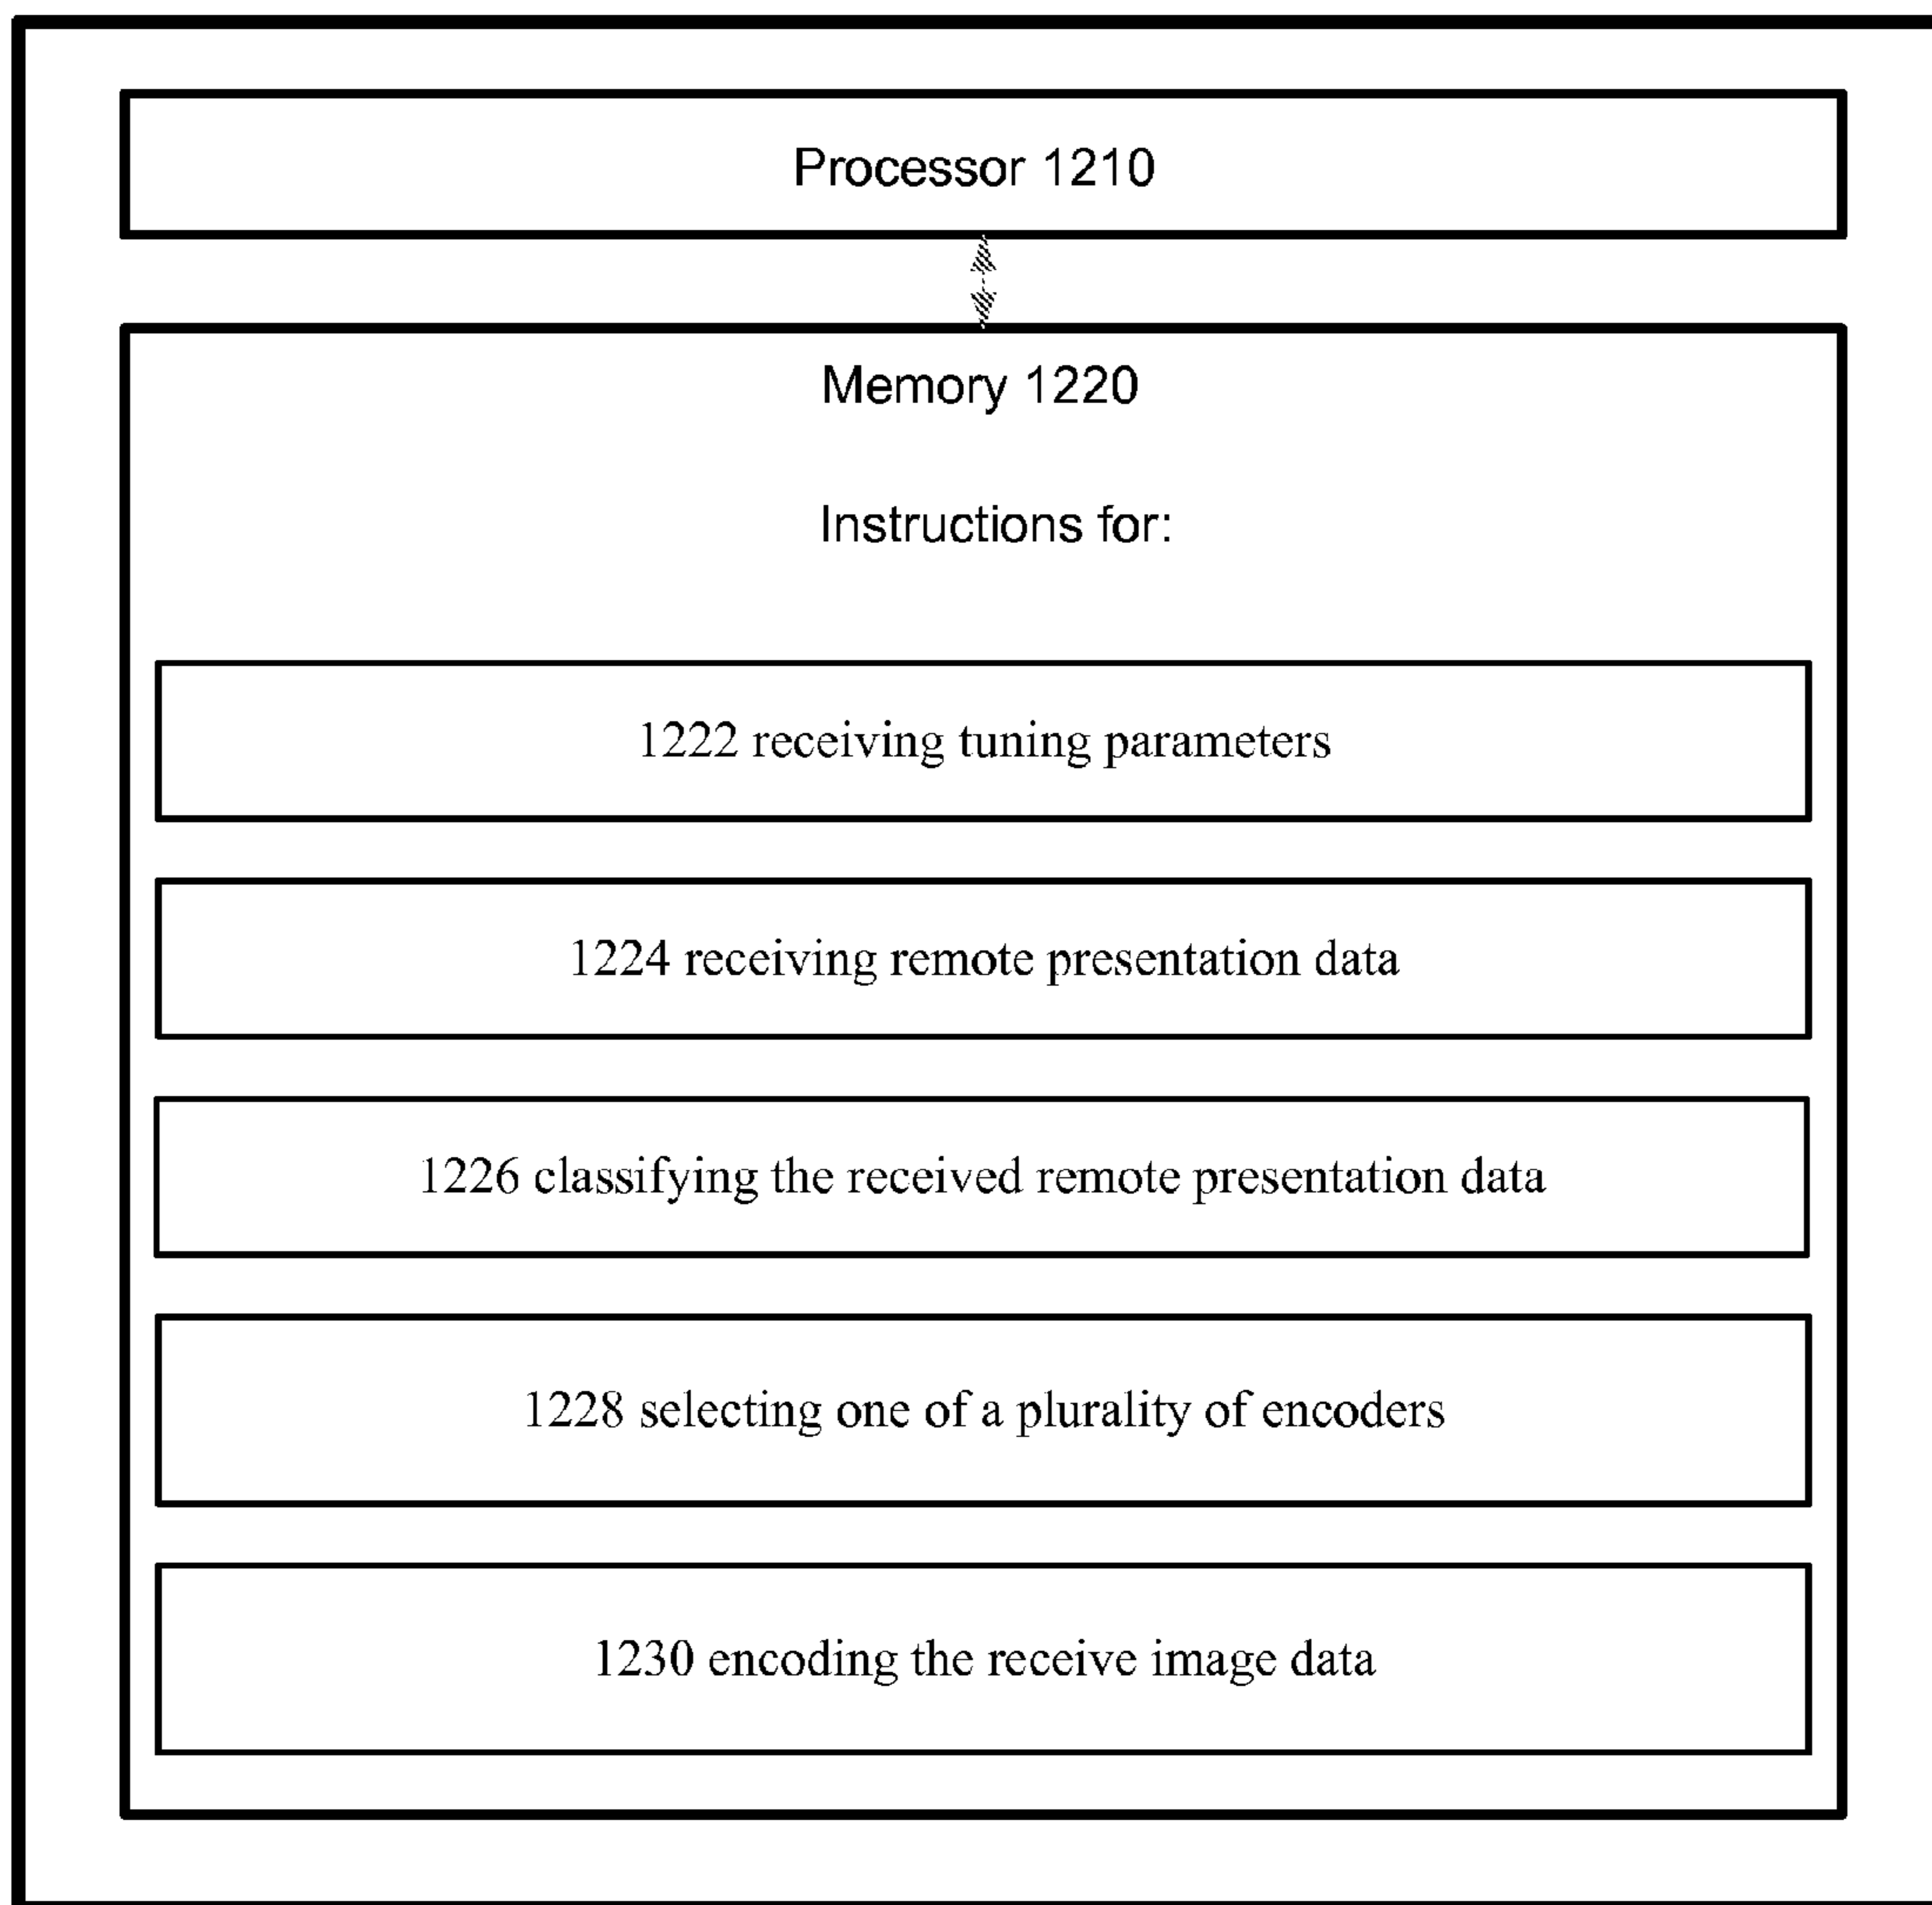 Processor 1210
Memory 1220
Instructions for:
1222 receiving tuning parameters
1224 receiving remote presentation data
1226 classifying the received remote presentation data
1228 selecting one of a plurality of encoders
1230 encoding the receive image data